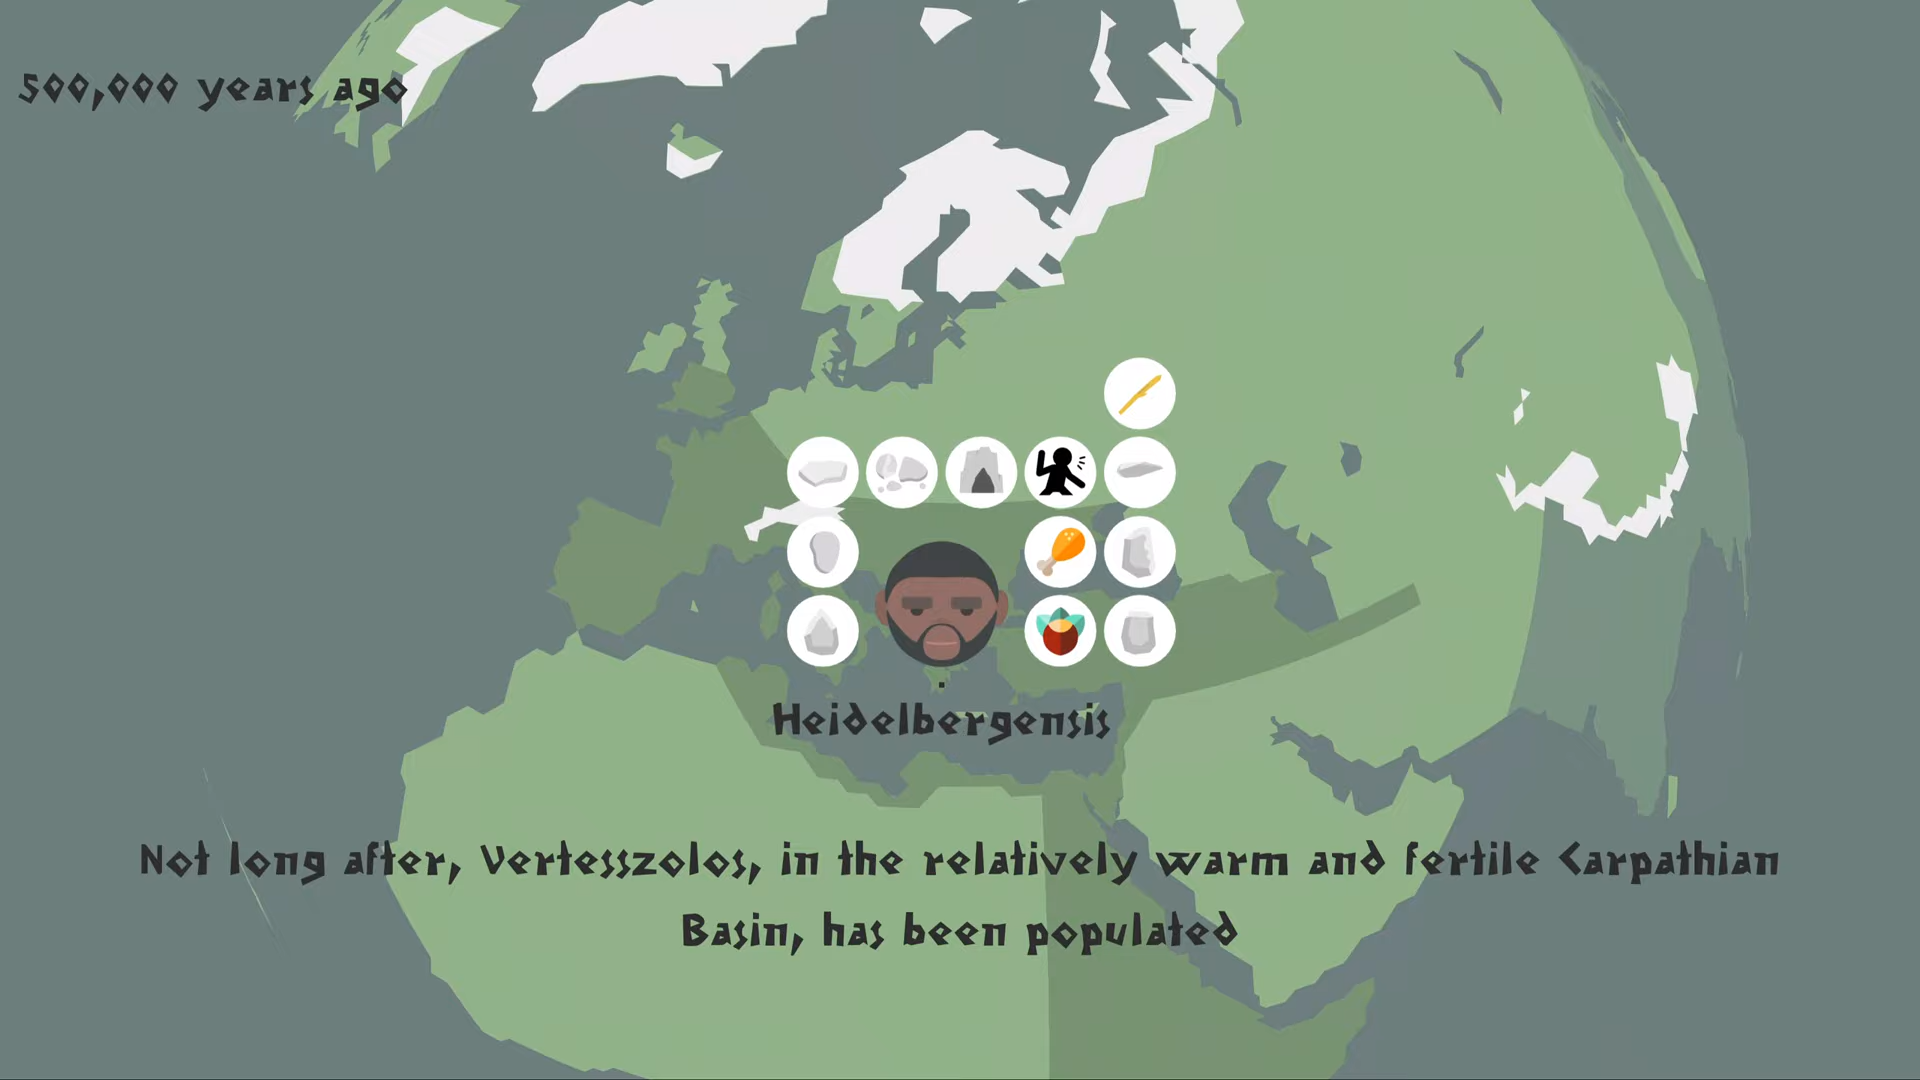 500,000 years ago
Heidelbergensis
Not long after, Vertesszolos, in the relatively warm and fertile Carpathian
Basin, has been populated